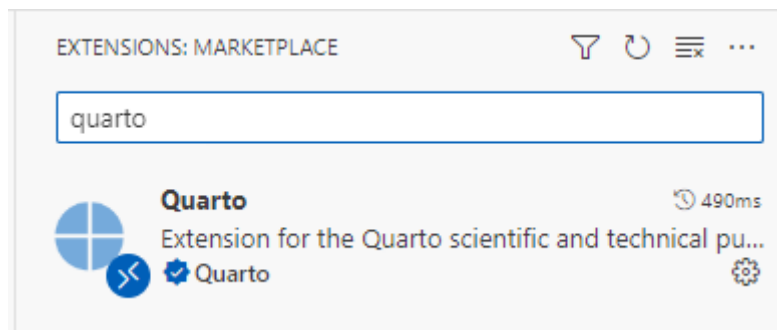 EXTENSIONS: MARKETPLACE
quarto
Quarto 490ms
Extension for the Quarto scientific and technical pu...
Quarto